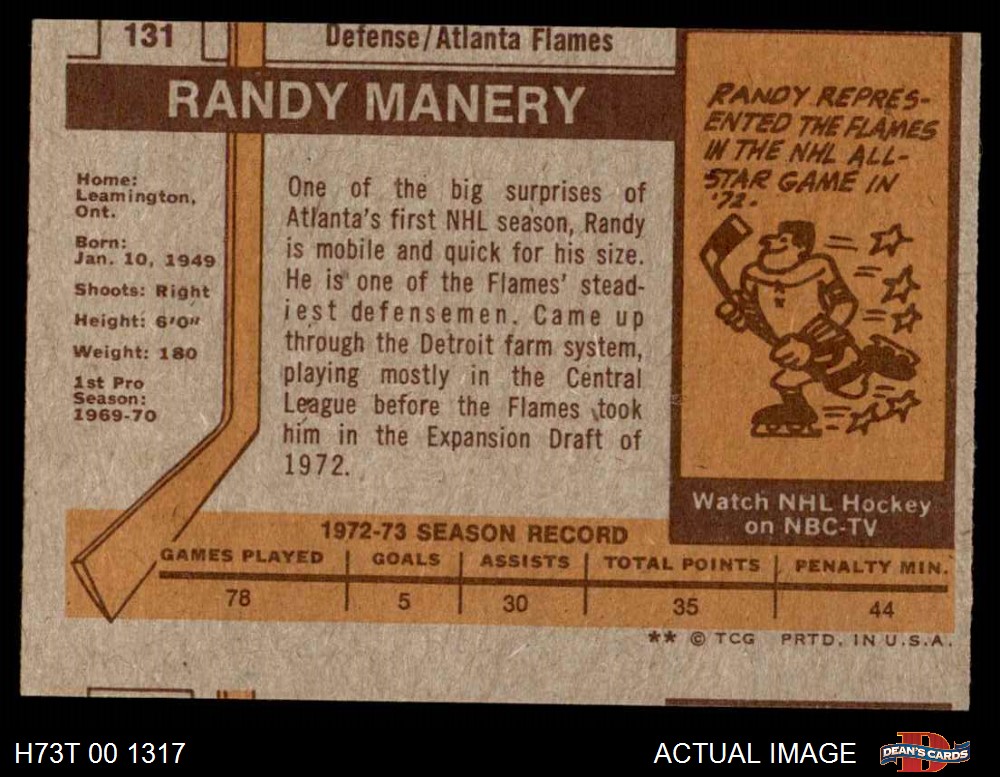 131
Defense/Atlanta Flames
RANDY MANERY
Home:
Leamington,
Ont.
Born:
Jan. 10, 1949
Shoots: Right
Height: 6'0"
Weight: 180
1st Pro
Season:
1969-70
One of the big surprises of
Atlanta's first NHL season, Randy
is mobile and quick for his size.
He is one of the Flames' stead-
iest defensemen. Came up
through the Detroit farm system,
playing mostly in the Central
League before the Flames took
him in the Expansion Draft of
1972.
RANDY REPRES-
ENTED THE FLAMES
IN THE NHL ALL-
STAR GAME IN
'72.
Watch NHL Hockey
on NBC-TV
1972-73 SEASON RECORD
GAMES PLAYED GOALS ASSISTS TOTAL POINTS PENALTY MIN.
78 5 30 35 44
** © TCG PRTD. IN U.S.A.
H73T 00 1317 ACTUAL IMAGE DEAN'S CARDS